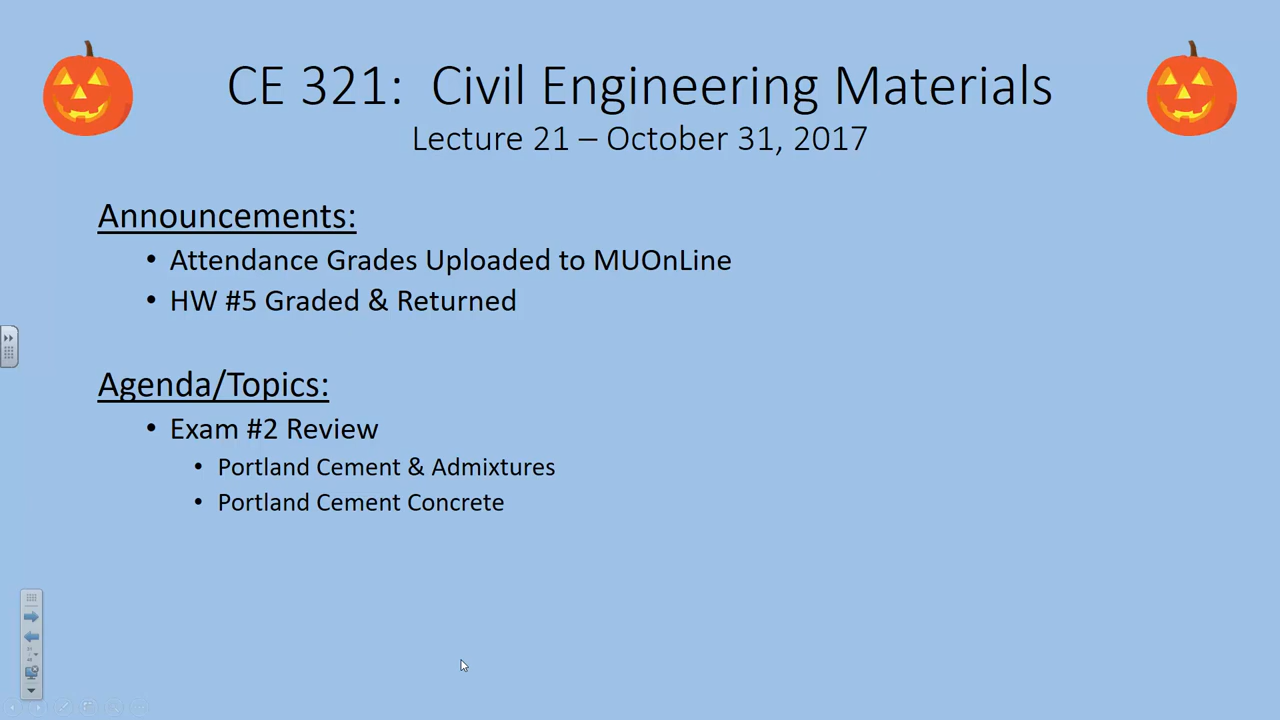 CE 321: Civil Engineering Materials
Lecture 21 – October 31, 2017
Announcements:
• Attendance Grades Uploaded to MUOnLine
• HW #5 Graded & Returned
Agenda/Topics:
• Exam #2 Review
• Portland Cement & Admixtures
• Portland Cement Concrete